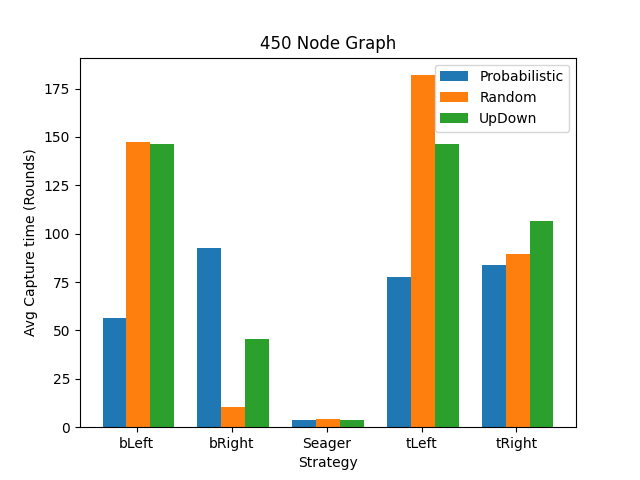 450 Node Graph
Probabilistic
Random
UpDown
Avg Capture time (Rounds)
175
150
125
100
75
50
25
0
bLeft bRight Seager tLeft tRight
Strategy